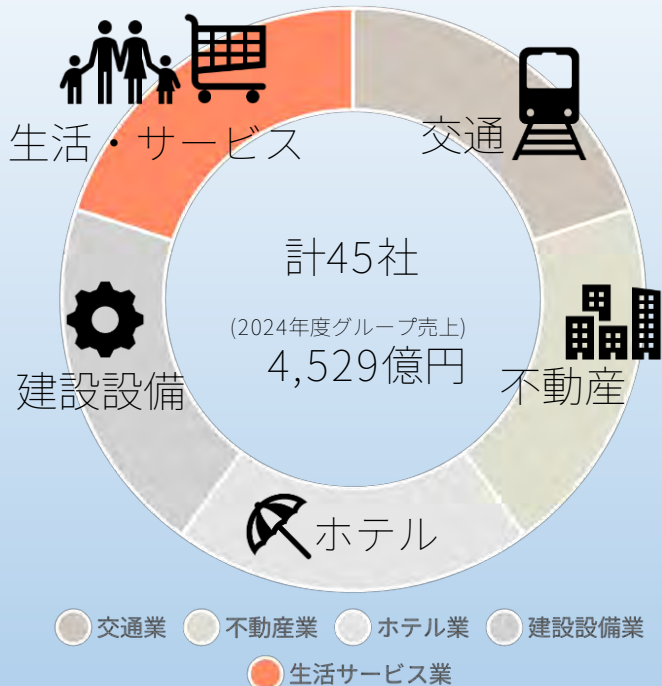 生活・サービス
交通
計45社
(2024年度グループ売上)
4,529億円
建設設備
不動産
ホテル
交通業
不動産業
ホテル業
建設設備業
生活サービス業